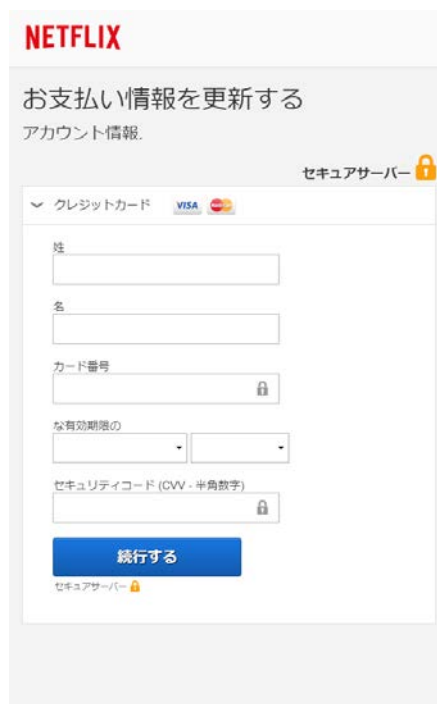 NETFLIX
お支払い情報を更新する
アカウント情報.
セキュアサーバー
クレジットカード VISA MasterCard
姓
名
カード番号
な有効期限の
セキュリティコード (CVV - 半角数字)
続行する
セキュアサーバー